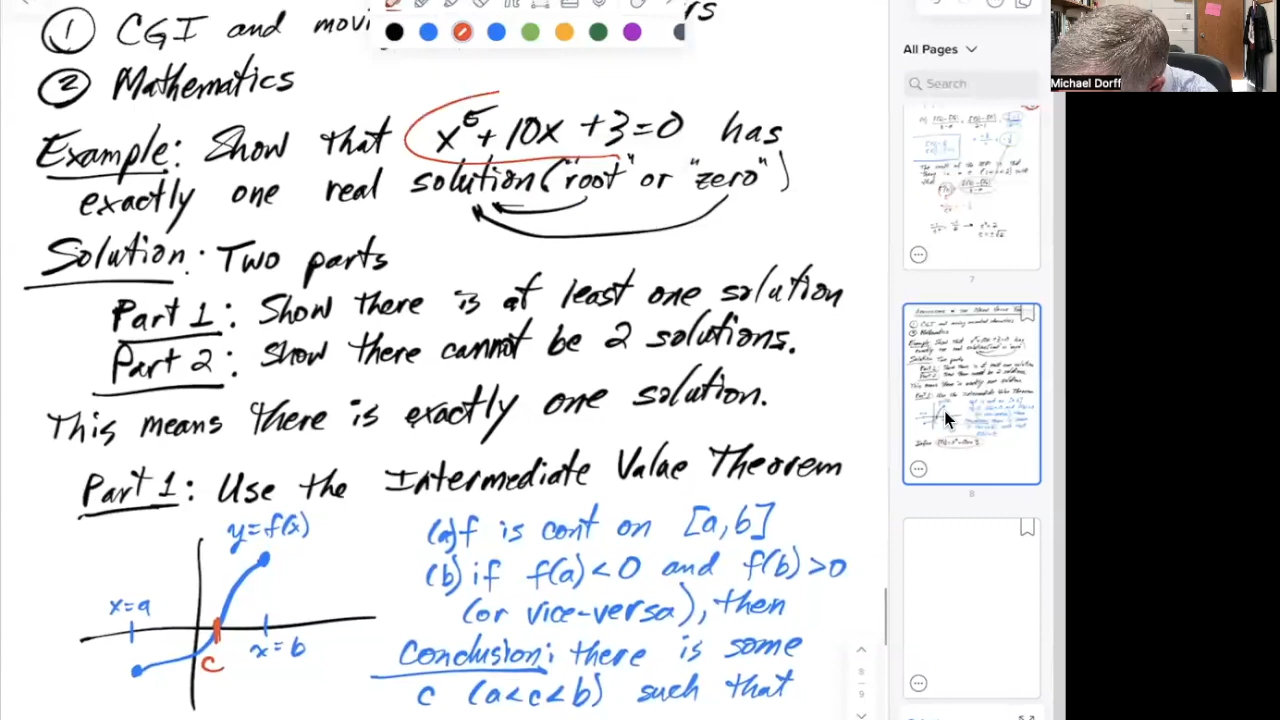 ① CGI and movi
② Mathematics
Example: Show that x⁵+10x+3=0 has
exactly one real solution ("root" or "zero")
Solution: Two parts
Part 1: Show there is at least one solution
Part 2: Show there cannot be 2 solutions.
This means there is exactly one solution.
Part 1: Use the Intermediate Value Theorem
y=f(x)
x=a
c
x=b
(a) f is cont on [a,b]
(b) if f(a)<0 and f(b)>0
(or vice-versa), then
Conclusion: there is some
c (a<c<b) such that
8
9
All Pages
Search
7
8
Michael Dorff